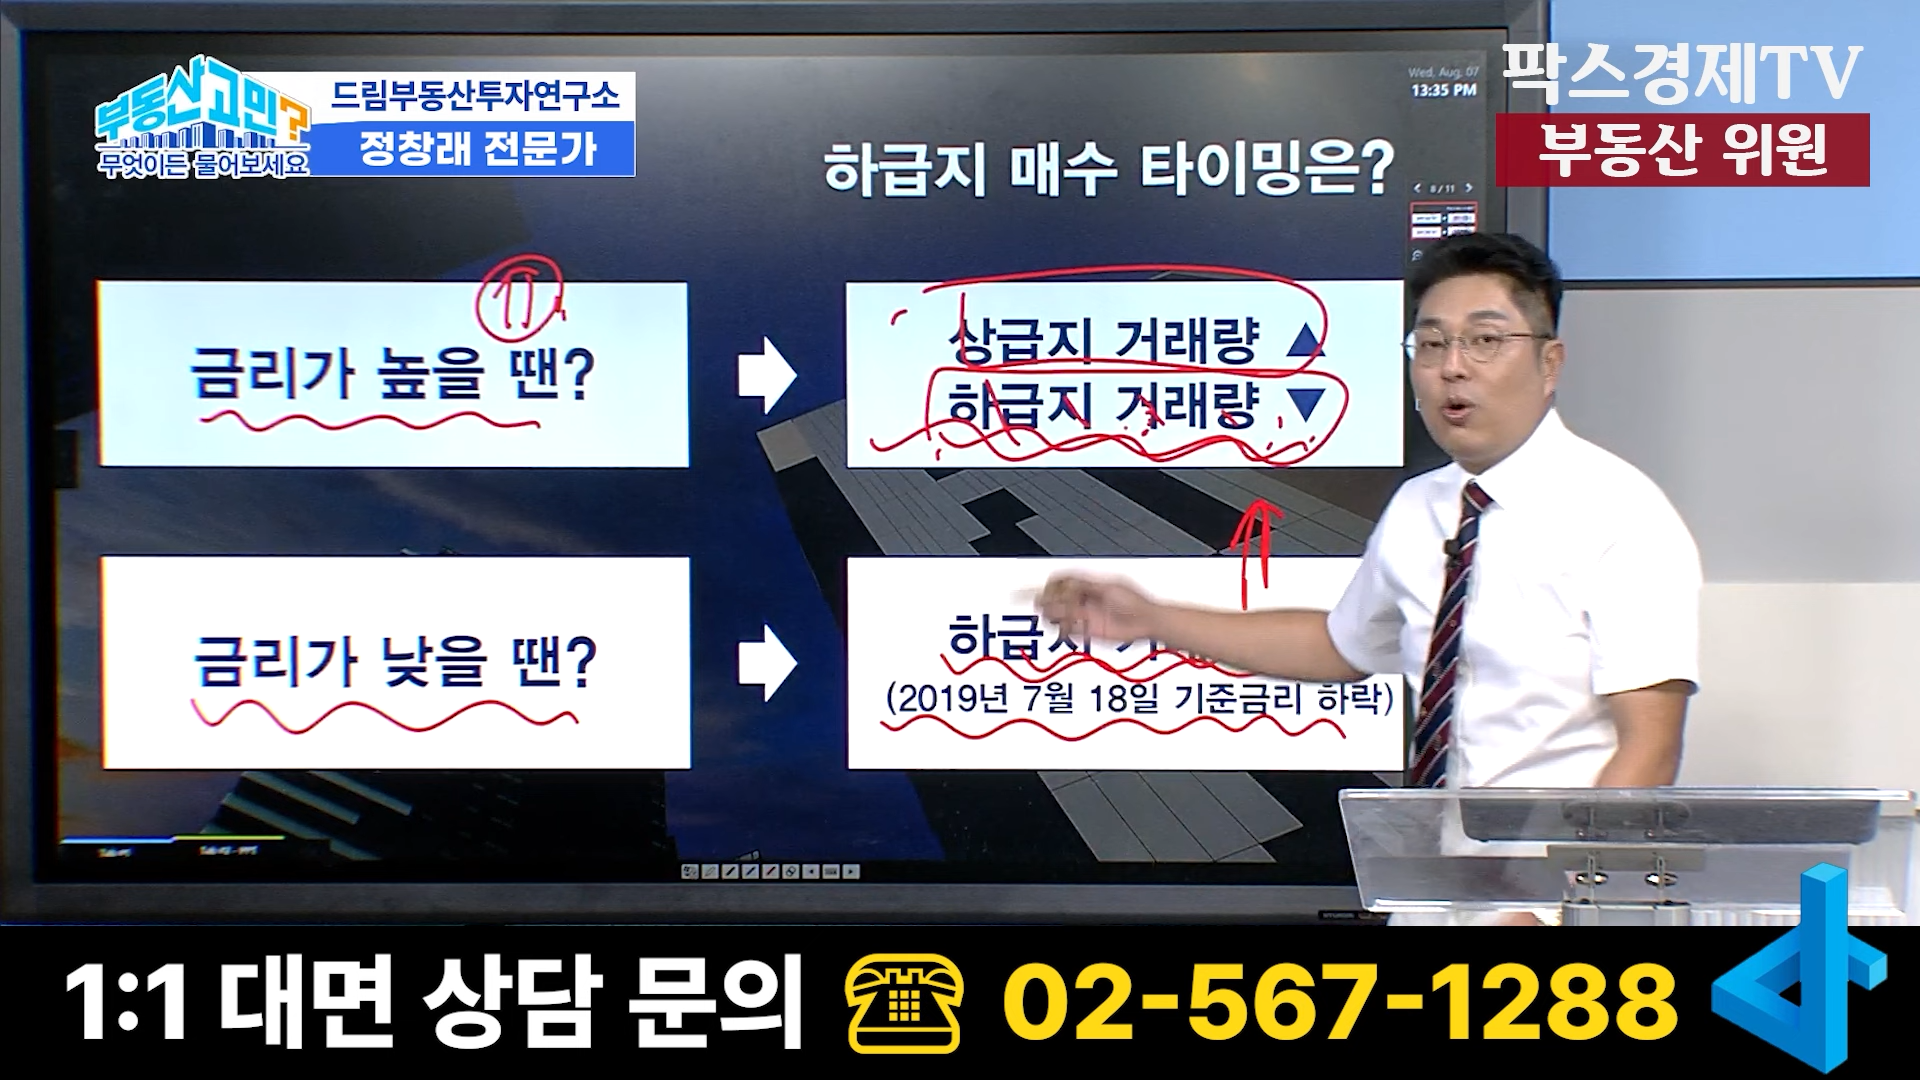 부동산고민?
무엇이든 물어보세요
드림부동산투자연구소
정창래 전문가
Wed, Aug, 07
13:35 PM
팍스경제TV
부동산 위원
하급지 매수 타이밍은?
8 / 11
금리가 높을 땐?
상급지 거래량 ▲
하급지 거래량 ▼
금리가 낮을 땐?
하급지
(2019년 7월 18일 기준금리 하락)
1:1 대면 상담 문의 02-567-1288